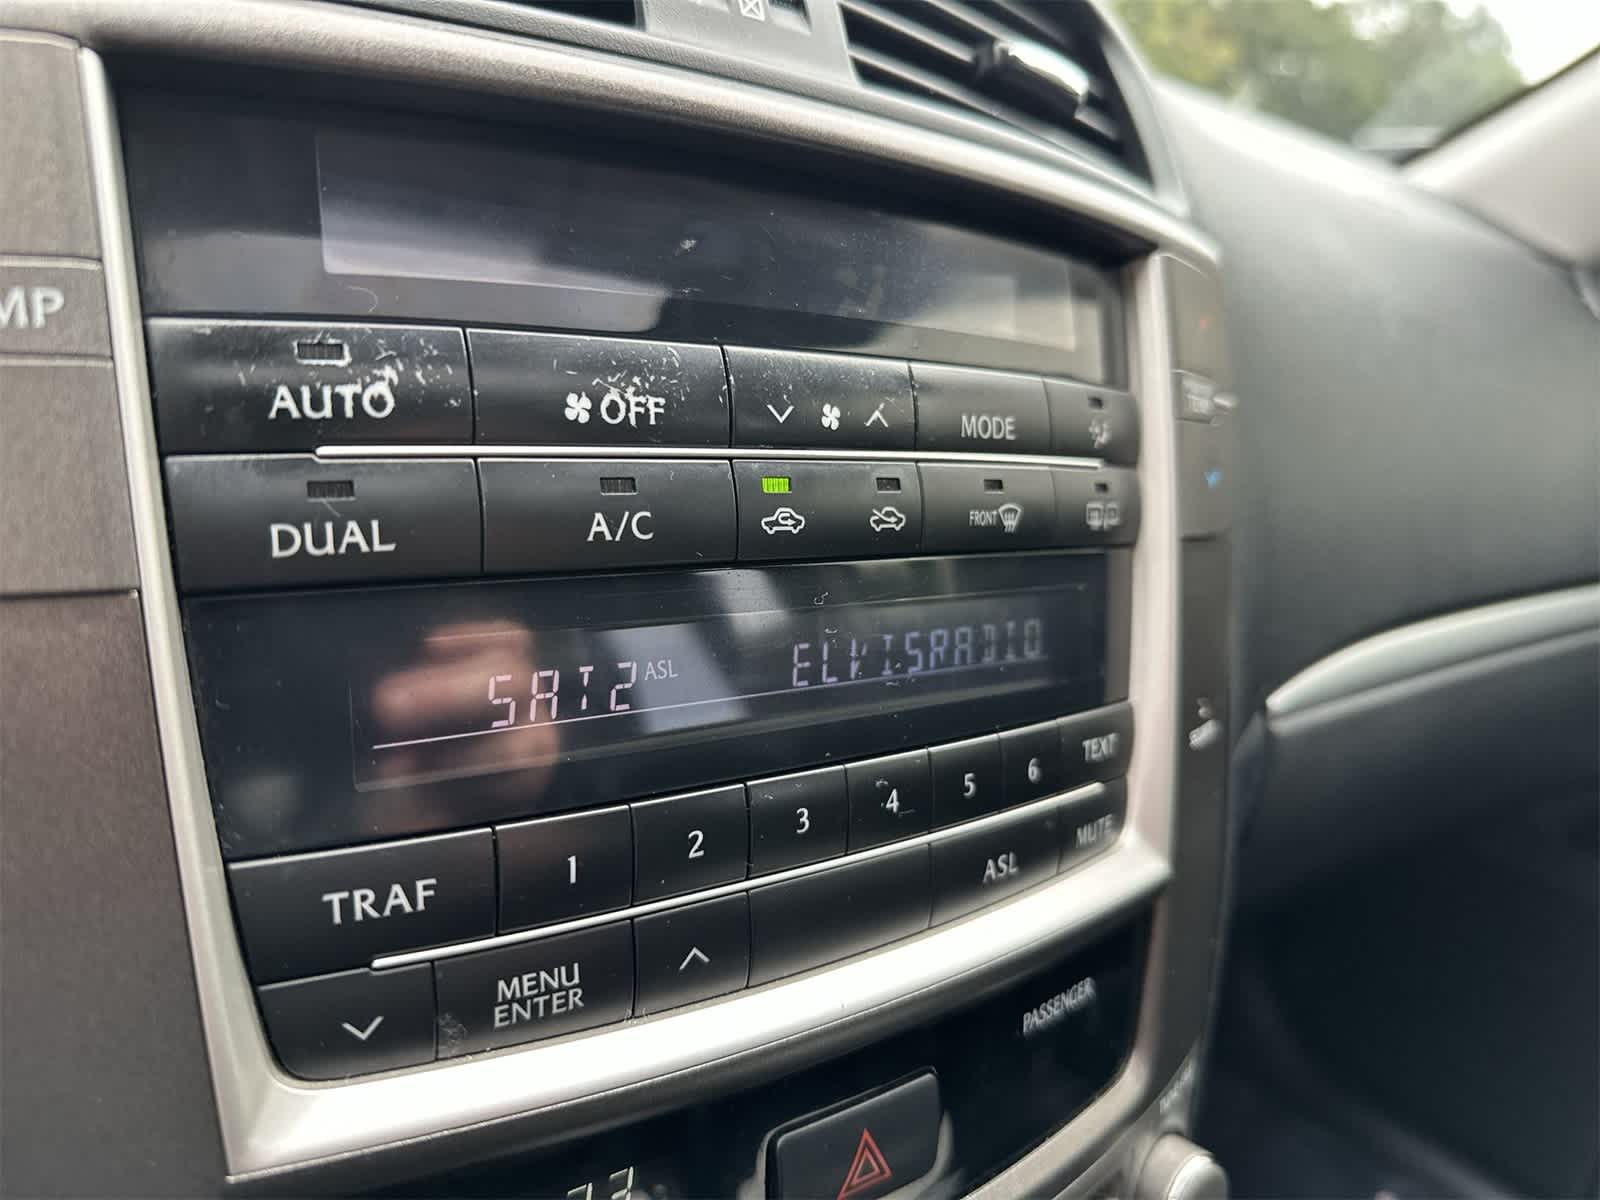 MP
AUTO
OFF
MODE
DUAL
A/C
FRONT
TEMP
SAT2 ASL ELVISRADIO
TRAF 1 2 3 4 5 6 TEXT
MENU
ENTER
ASL
MUTE
PASSENGER